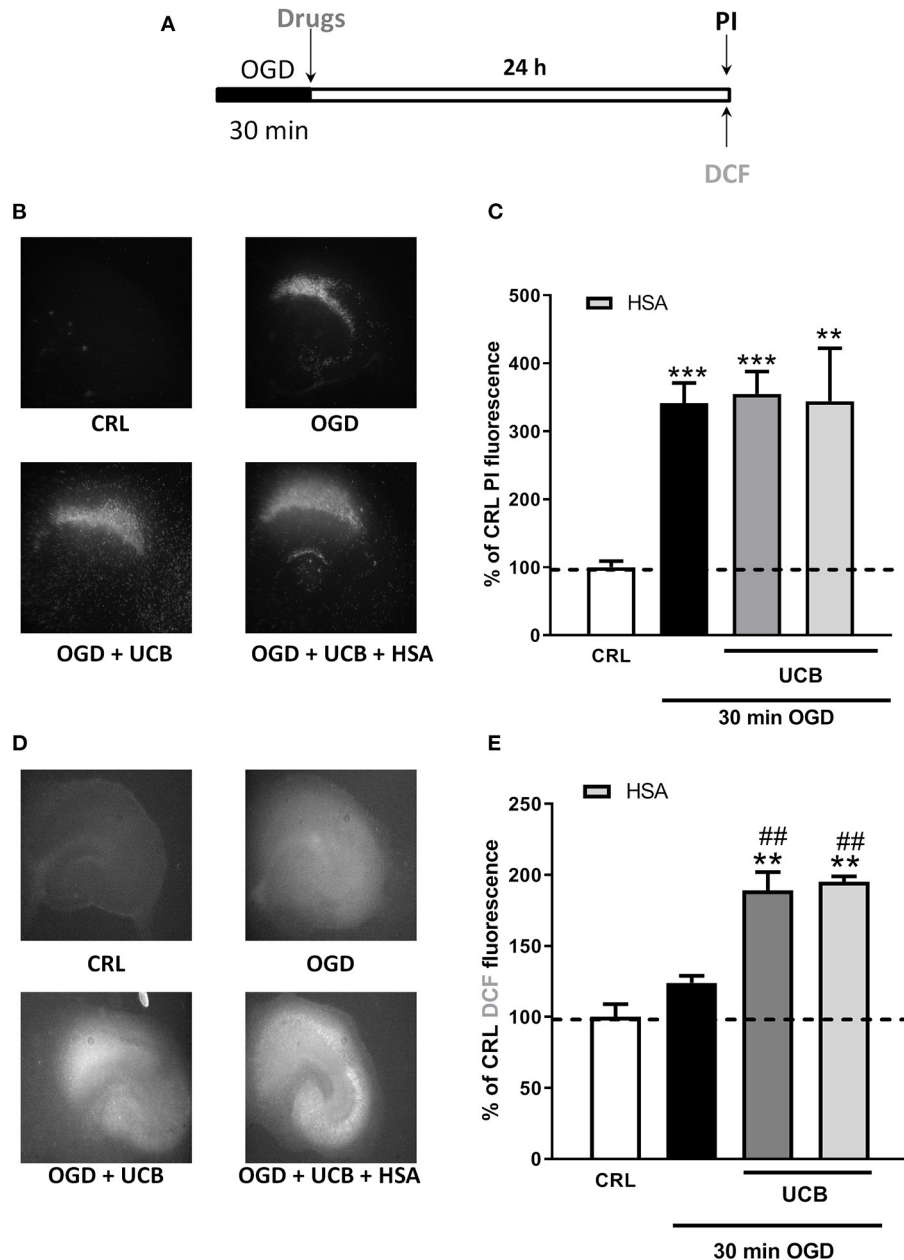 A
Drugs
PI
OGD
24 h
30 min
DCF
B
CRL
OGD
OGD + UCB
OGD + UCB + HSA
C
HSA
% of CRL PI fluorescence
500
400
300
200
100
0
***
***
**
CRL
UCB
30 min OGD
D
CRL
OGD
OGD + UCB
OGD + UCB + HSA
E
HSA
% of CRL DCF fluorescence
250
200
150
100
50
0
##
**
##
**
CRL
UCB
30 min OGD